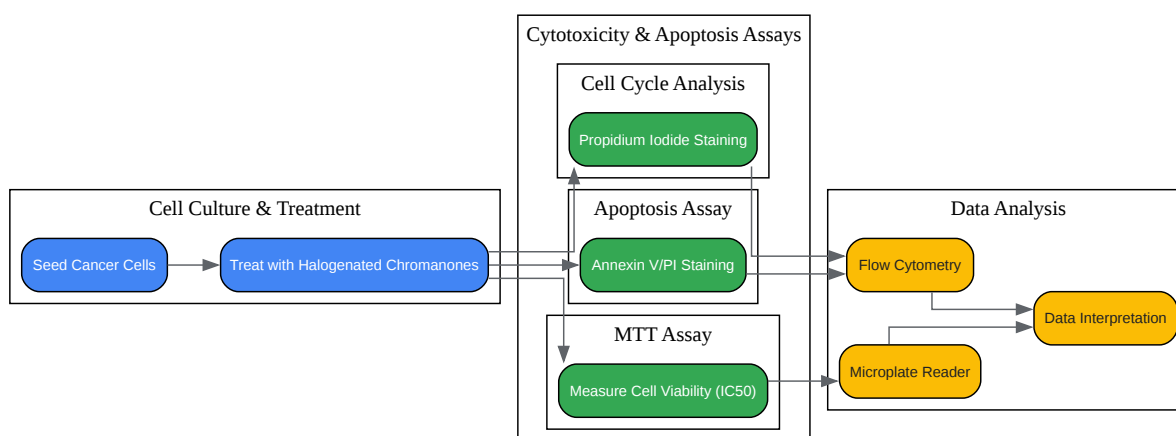 Cytotoxicity & Apoptosis Assays
Cell Cycle Analysis
Propidium Iodide Staining
Cell Culture & Treatment
Seed Cancer Cells
Treat with Halogenated Chromanones
Apoptosis Assay
Annexin V/PI Staining
MTT Assay
Measure Cell Viability (IC50)
Data Analysis
Flow Cytometry
Data Interpretation
Microplate Reader